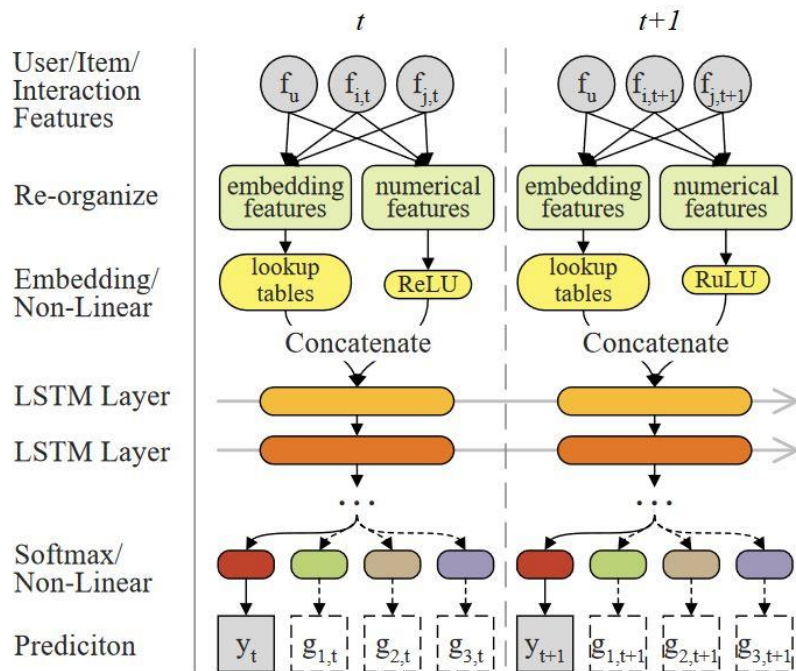 t
t+1
User/Item/
Interaction
Features
f_u
f_i,t
f_j,t
f_u
f_i,t+1
f_j,t+1
Re-organize
embedding
features
numerical
features
embedding
features
numerical
features
Embedding/
Non-Linear
lookup
tables
ReLU
lookup
tables
RuLU
Concatenate
Concatenate
LSTM Layer
LSTM Layer
...
...
Softmax/
Non-Linear
Prediciton
y_t
g_1,t
g_2,t
g_3,t
y_t+1
g_1,t+1
g_2,t+1
g_3,t+1